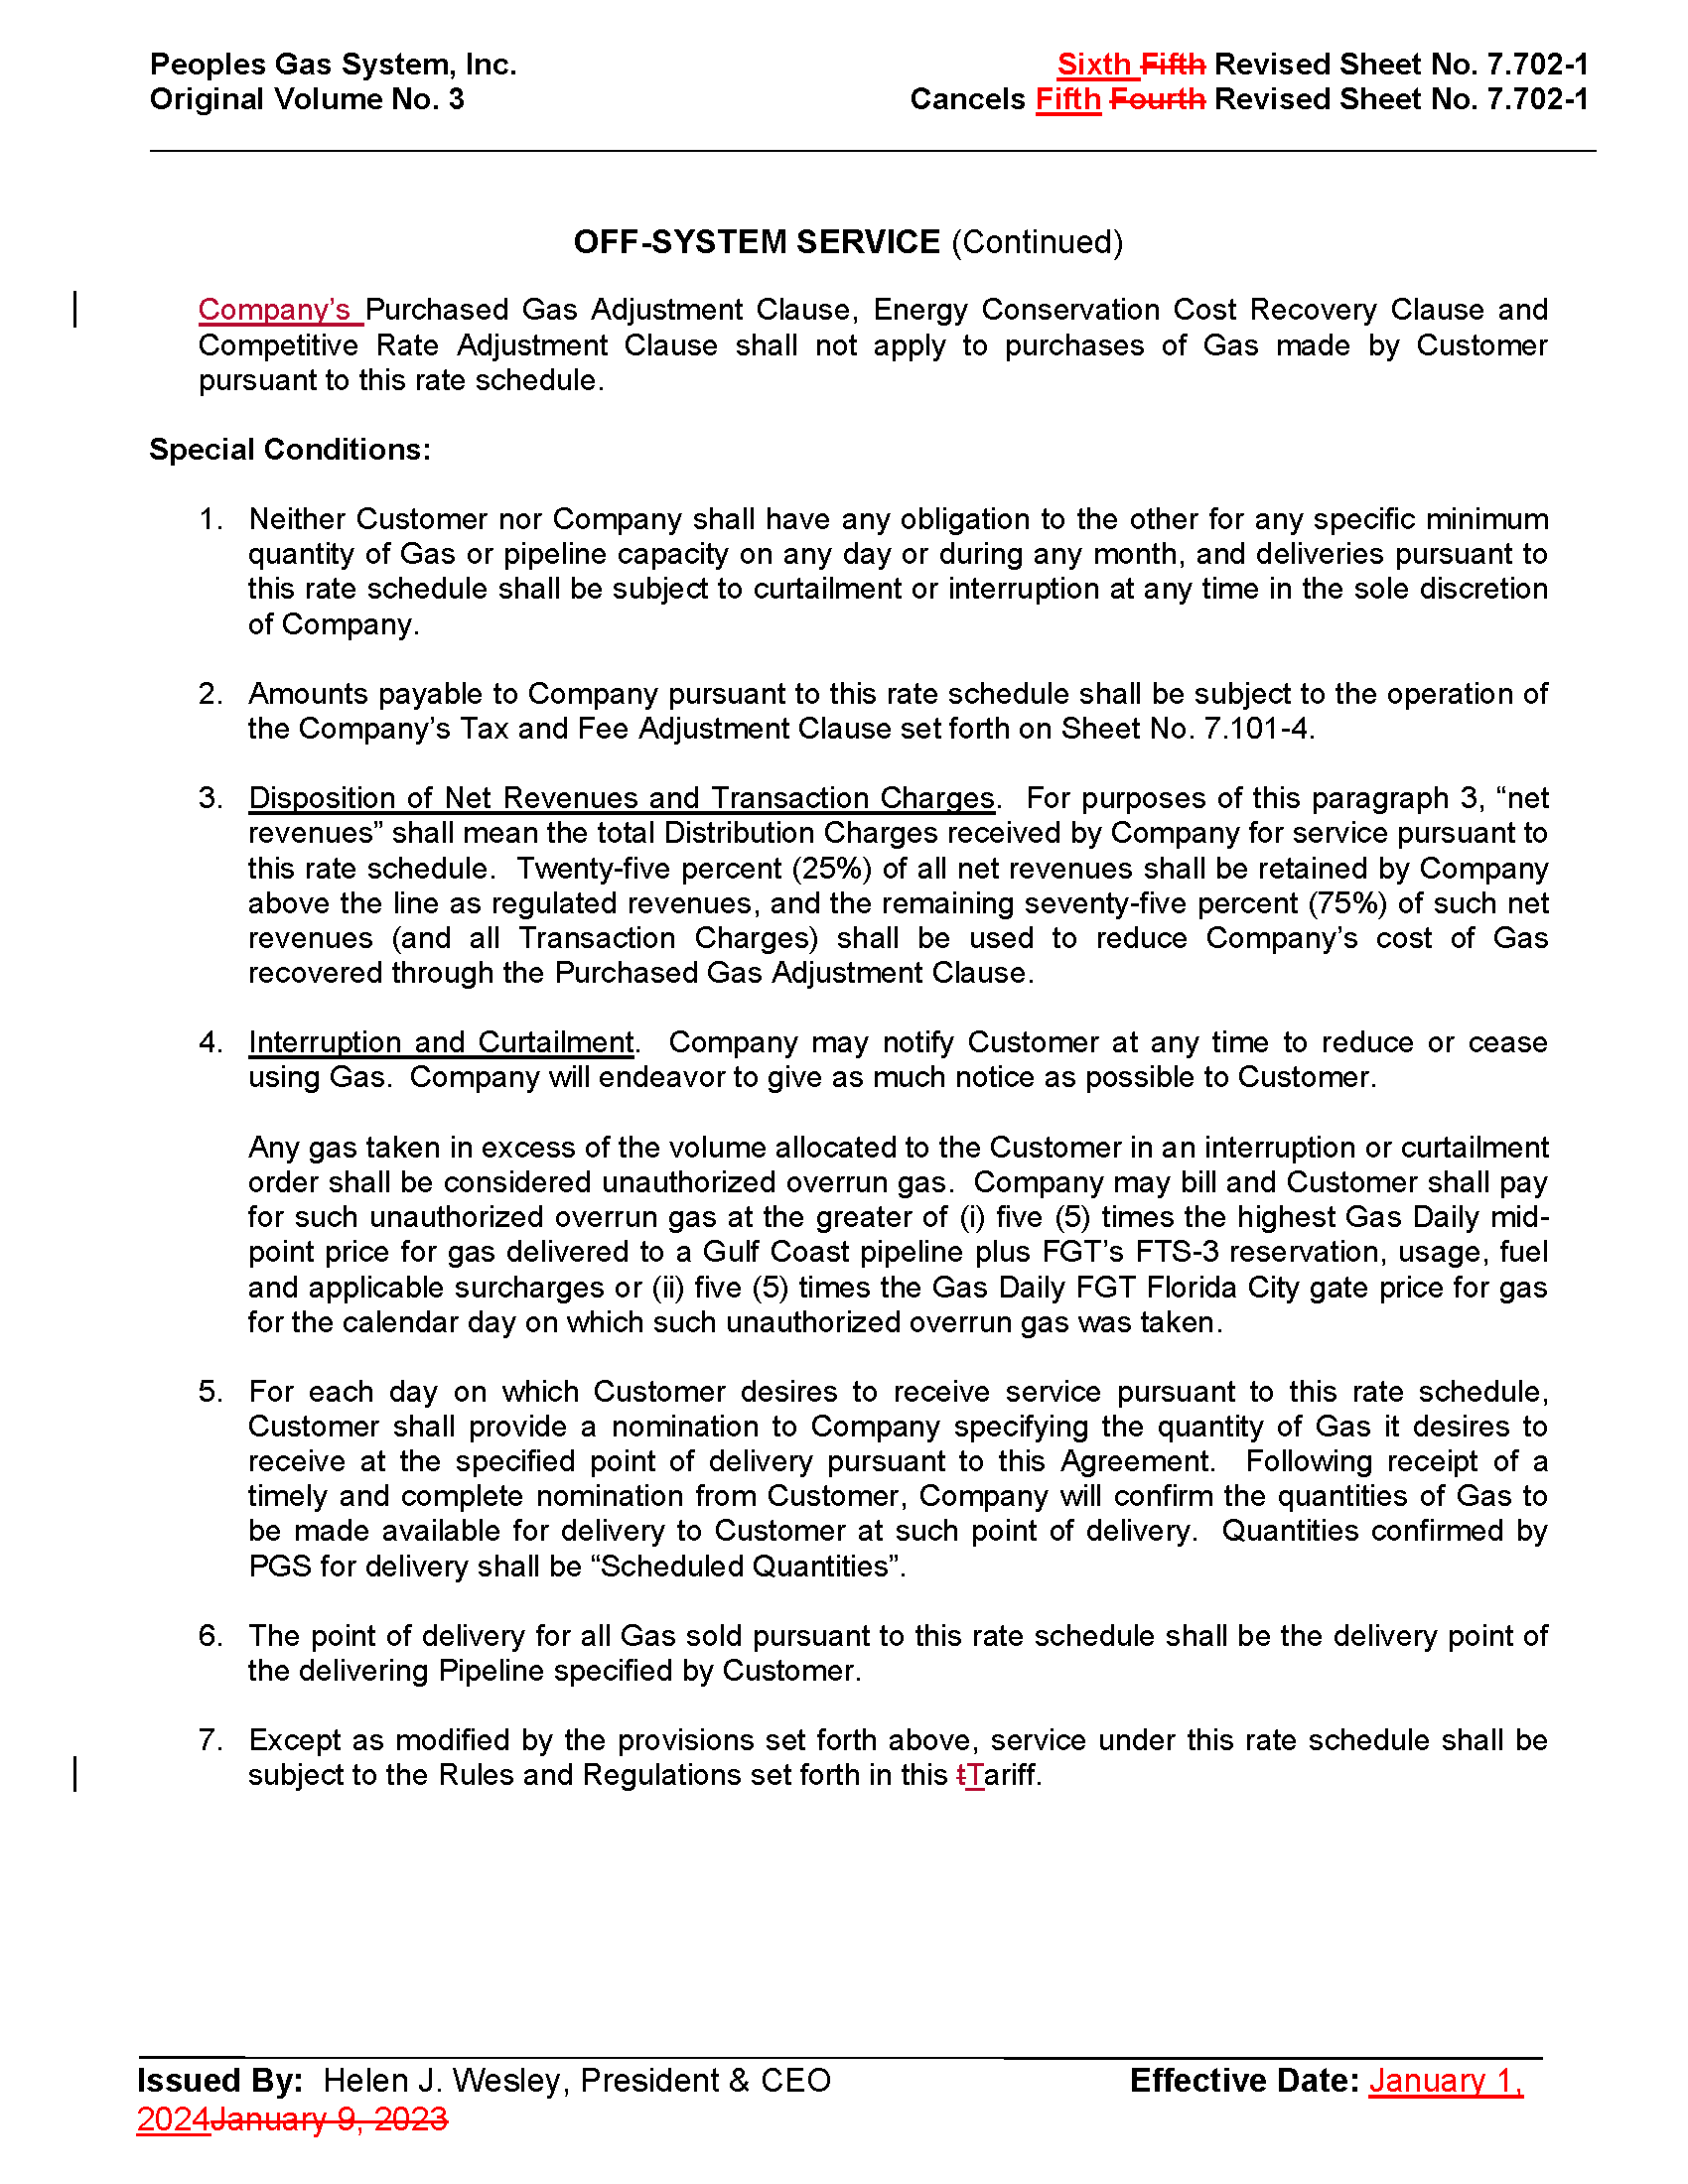 Peoples Gas System, Inc. Sixth Fifth Revised Sheet No. 7.702-1
Original Volume No. 3 Cancels Fifth Fourth Revised Sheet No. 7.702-1
OFF-SYSTEM SERVICE (Continued)
Company’s Purchased Gas Adjustment Clause, Energy Conservation Cost Recovery Clause and
Competitive Rate Adjustment Clause shall not apply to purchases of Gas made by Customer
pursuant to this rate schedule.
Special Conditions:
1. Neither Customer nor Company shall have any obligation to the other for any specific minimum
quantity of Gas or pipeline capacity on any day or during any month, and deliveries pursuant to
this rate schedule shall be subject to curtailment or interruption at any time in the sole discretion
of Company.
2. Amounts payable to Company pursuant to this rate schedule shall be subject to the operation of
the Company’s Tax and Fee Adjustment Clause set forth on Sheet No. 7.101-4.
3. Disposition of Net Revenues and Transaction Charges. For purposes of this paragraph 3, “net
revenues” shall mean the total Distribution Charges received by Company for service pursuant to
this rate schedule. Twenty-five percent (25%) of all net revenues shall be retained by Company
above the line as regulated revenues, and the remaining seventy-five percent (75%) of such net
revenues (and all Transaction Charges) shall be used to reduce Company’s cost of Gas
recovered through the Purchased Gas Adjustment Clause.
4. Interruption and Curtailment. Company may notify Customer at any time to reduce or cease
using Gas. Company will endeavor to give as much notice as possible to Customer.
Any gas taken in excess of the volume allocated to the Customer in an interruption or curtailment
order shall be considered unauthorized overrun gas. Company may bill and Customer shall pay
for such unauthorized overrun gas at the greater of (i) five (5) times the highest Gas Daily mid-
point price for gas delivered to a Gulf Coast pipeline plus FGT’s FTS-3 reservation, usage, fuel
and applicable surcharges or (ii) five (5) times the Gas Daily FGT Florida City gate price for gas
for the calendar day on which such unauthorized overrun gas was taken.
5. For each day on which Customer desires to receive service pursuant to this rate schedule,
Customer shall provide a nomination to Company specifying the quantity of Gas it desires to
receive at the specified point of delivery pursuant to this Agreement. Following receipt of a
timely and complete nomination from Customer, Company will confirm the quantities of Gas to
be made available for delivery to Customer at such point of delivery. Quantities confirmed by
PGS for delivery shall be “Scheduled Quantities”.
6. The point of delivery for all Gas sold pursuant to this rate schedule shall be the delivery point of
the delivering Pipeline specified by Customer.
7. Except as modified by the provisions set forth above, service under this rate schedule shall be
subject to the Rules and Regulations set forth in this tTariff.
Issued By: Helen J. Wesley, President & CEO Effective Date: January 1,
2024January 9, 2023